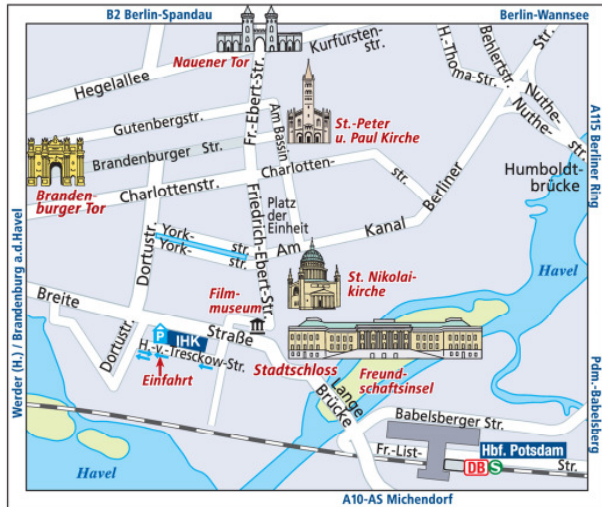 B2 Berlin-Spandau
Berlin-Wannsee
Nauener Tor
Kurfürsten-
str.
Hegelallee
Fr.-Ebert-Str.
H.-Thoma-Str.
Behlertstr.
Str.
Nuthe-
Nuthe-
str.
A115 Berliner Ring
Gutenbergstr.
Am Bassin
St.-Peter
u. Paul Kirche
Brandenburger Str.
Charlotten-
str.
Branden-
burger Tor
Charlottenstr.
Humboldt-
brücke
Berliner
Platz
der
Einheit
Friedrich-Ebert-Str.
Dortustr.
York-
str.
York-
str.
Am
Kanal
Havel
St. Nikolai-
kirche
Werder (H.) / Brandenburg a.d.Havel
Breite
Straße
Film-
museum
P
IHK
H.-v.-Tresckow-Str.
Dortustr.
Einfahrt
Stadtschloss
Freund-
schaftsinsel
Lange
Brücke
Pdm.-Babelsberg
Babelsberger Str.
Fr.-List-
Hbf. Potsdam
DB
S
Str.
Havel
A10-AS Michendorf